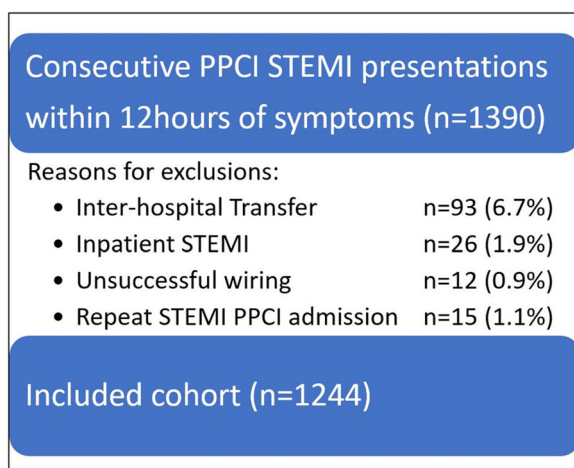 Consecutive PPCI STEMI presentations
within 12hours of symptoms (n=1390)
Reasons for exclusions:
• Inter-hospital Transfer n=93 (6.7%)
• Inpatient STEMI n=26 (1.9%)
• Unsuccessful wiring n=12 (0.9%)
• Repeat STEMI PPCI admission n=15 (1.1%)
Included cohort (n=1244)